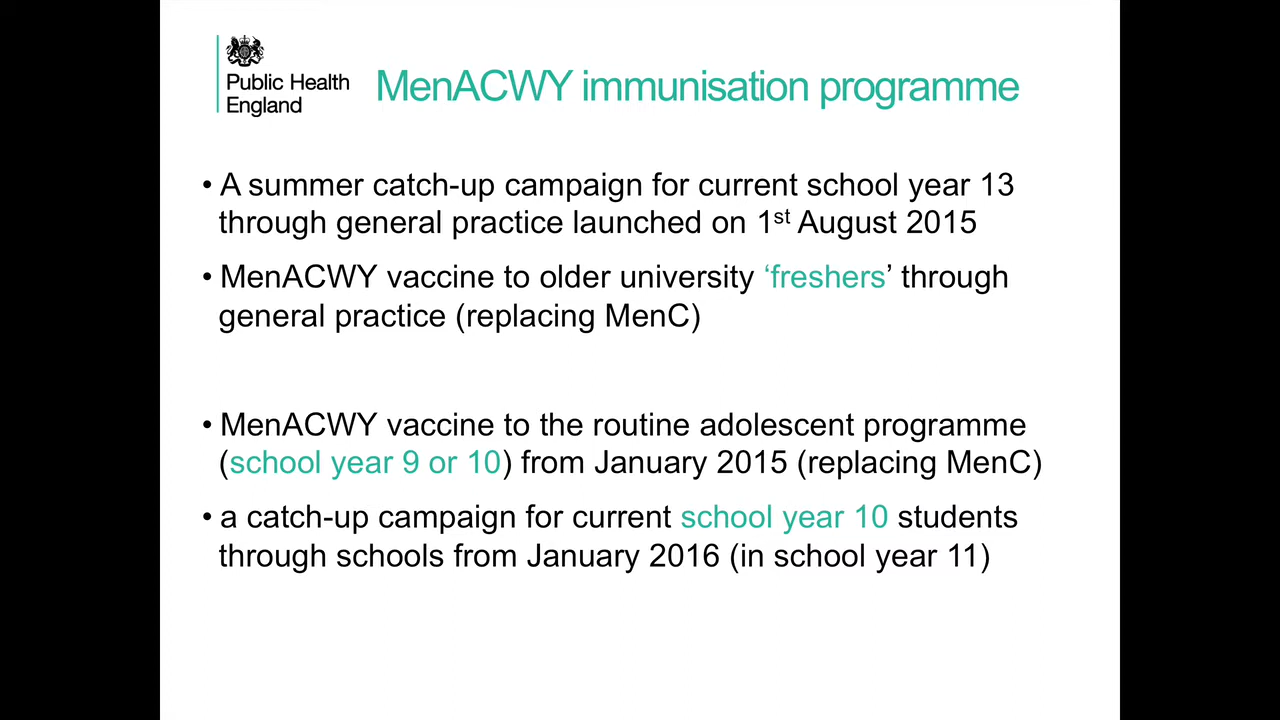 Public Health
England
MenACWY immunisation programme
• A summer catch-up campaign for current school year 13
through general practice launched on 1st August 2015
• MenACWY vaccine to older university ‘freshers’ through
general practice (replacing MenC)
• MenACWY vaccine to the routine adolescent programme
(school year 9 or 10) from January 2015 (replacing MenC)
• a catch-up campaign for current school year 10 students
through schools from January 2016 (in school year 11)